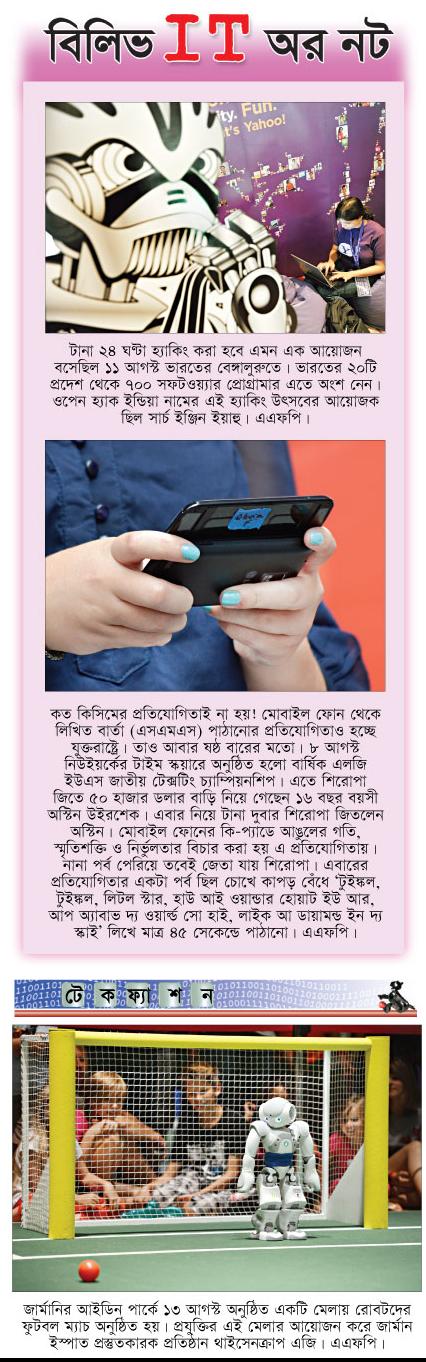 বিলিভ IT অর নট
ty. Fun.
t's Yahoo!
টানা ২৪ ঘণ্টা হ্যাকিং করা হবে এমন এক আয়োজন
বসেছিল ১১ আগস্ট ভারতের বেঙ্গালুরুতে। ভারতের ২০টি
প্রদেশ থেকে ৭০০ সফটওয়্যার প্রোগ্রামার এতে অংশ নেন।
ওপেন হ্যাক ইন্ডিয়া নামের এই হ্যাকিং উৎসবের আয়োজক
ছিল সার্চ ইঞ্জিন ইয়াহু। এএফপি।
কত কিসিমের প্রতিযোগিতাই না হয়! মোবাইল ফোন থেকে
লিখিত বার্তা (এসএমএস) পাঠানোর প্রতিযোগিতাও হচ্ছে
যুক্তরাষ্ট্রে। তাও আবার ষষ্ঠ বারের মতো। ৮ আগস্ট
নিউইয়র্কের টাইম স্কয়ারে অনুষ্ঠিত হলো বার্ষিক এলজি
ইউএস জাতীয় টেক্সটিং চ্যাম্পিয়নশিপ। এতে শিরোপা
জিতে ৫০ হাজার ডলার বাড়ি নিয়ে গেছেন ১৬ বছর বয়সী
অস্টিন উইরশেক। এবার নিয়ে টানা দুবার শিরোপা জিতলেন
অস্টিন। মোবাইল ফোনের কি-প্যাডে আঙুলের গতি,
স্মৃতিশক্তি ও নির্ভুলতার বিচার করা হয় এ প্রতিযোগিতায়।
নানা পর্ব পেরিয়ে তবেই জেতা যায় শিরোপা। এবারের
প্রতিযোগিতার একটা পর্ব ছিল চোখে কাপড় বেঁধে ‘টুইঙ্কল,
টুইঙ্কল, লিটল স্টার, হাউ আই ওয়ান্ডার হোয়াট ইউ আর,
আপ অ্যাবাভ দ্য ওয়ার্ল্ড সো হাই, লাইক আ ডায়মন্ড ইন দ্য
স্কাই’ লিখে মাত্র ৪৫ সেকেন্ডে পাঠানো। এএফপি।
টে ক ফ্যা শ ন
জার্মানির আইডিন পার্কে ১৩ আগস্ট অনুষ্ঠিত একটি মেলায় রোবটদের
ফুটবল ম্যাচ অনুষ্ঠিত হয়। প্রযুক্তির এই মেলার আয়োজন করে জার্মান
ইস্পাত প্রস্তুতকারক প্রতিষ্ঠান থাইসেনক্রাপ এজি। এএফপি।